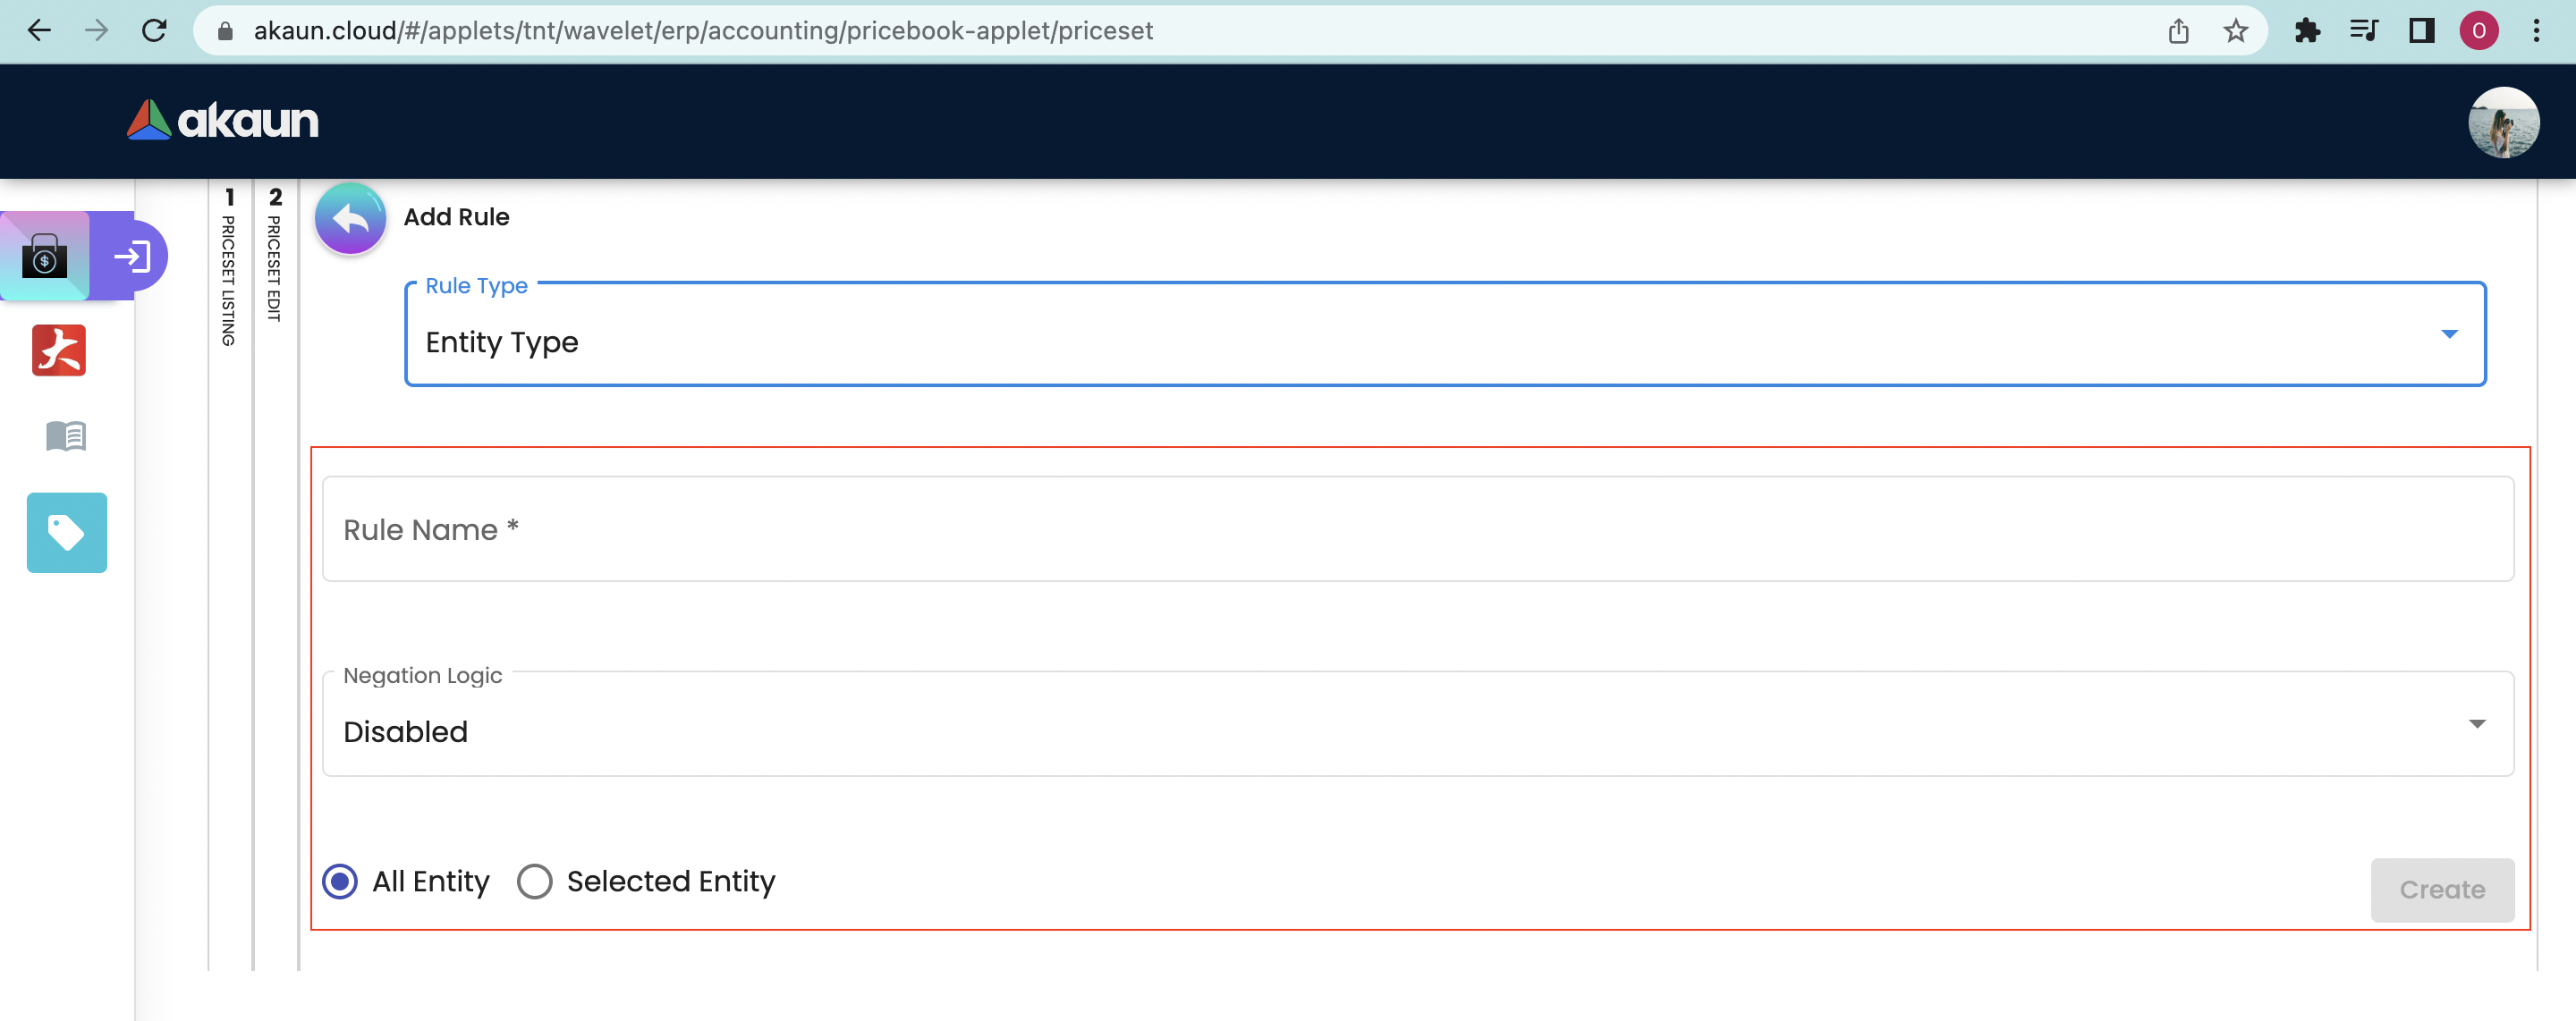 akaun.cloud/#/applets/tnt/wavelet/erp/accounting/pricebook-applet/priceset
O
akaun
1 PRICESET LISTING
2 PRICESET EDIT
Add Rule
Rule Type
Entity Type
$
大
Rule Name *
Negation Logic
Disabled
All Entity Selected Entity
Create